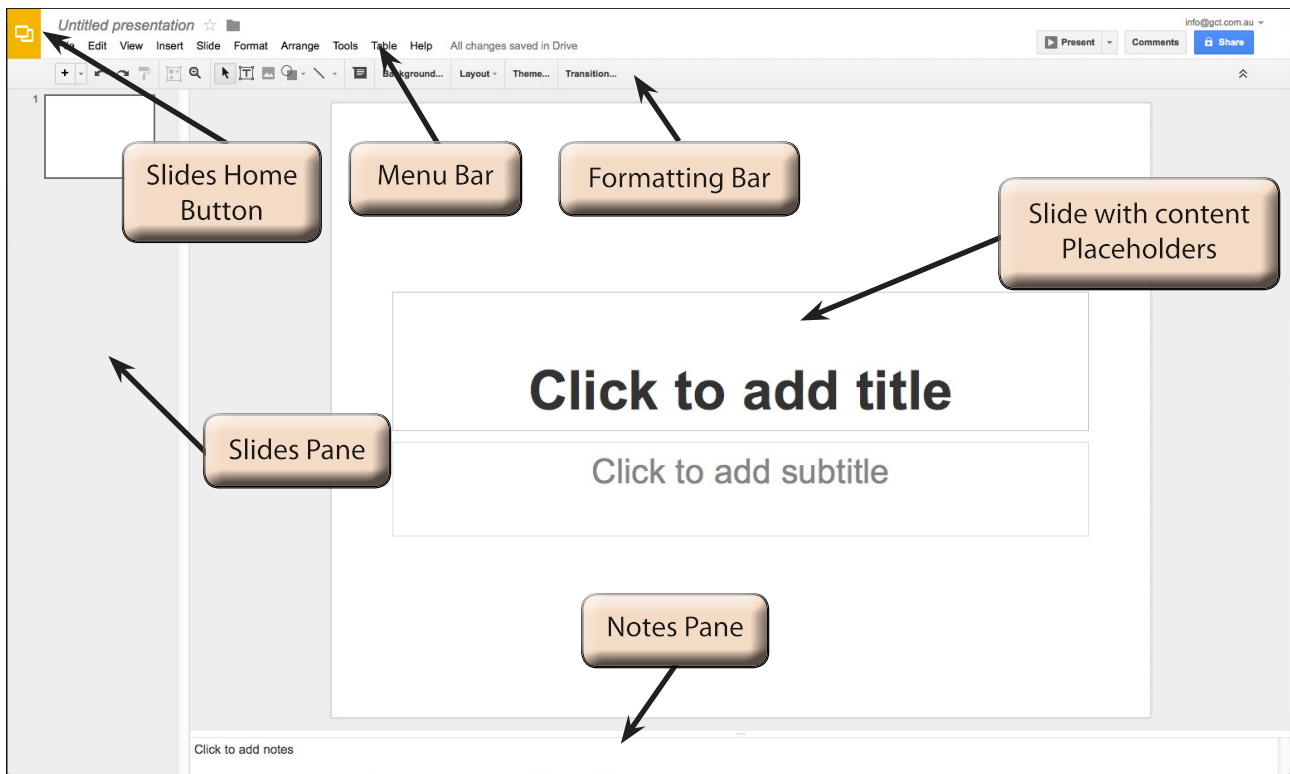 Untitled presentation
info@gct.com.au
File Edit View Insert Slide Format Arrange Tools Table Help All changes saved in Drive
Present Comments Share
Background... Layout Theme... Transition...
1
Slides Home
Button
Menu Bar
Formatting Bar
Slide with content
Placeholders
Click to add title
Slides Pane
Click to add subtitle
Notes Pane
Click to add notes